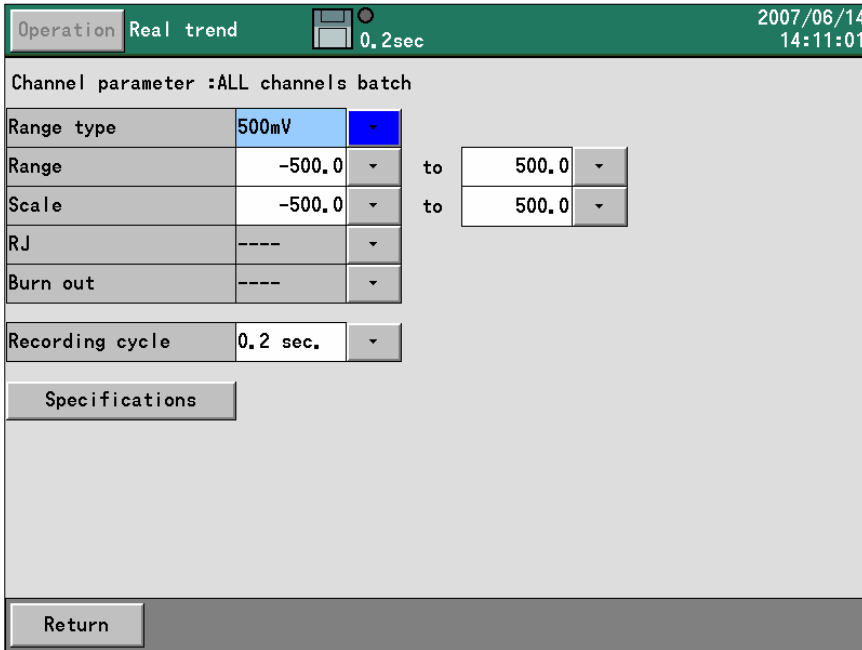 Operation Real trend 0.2sec 2007/06/14
14:11:01
Channel parameter :ALL channels batch
Range type 500mV
Range -500.0 to 500.0
Scale -500.0 to 500.0
RJ ----
Burn out ----
Recording cycle 0.2 sec.
Specifications
Return